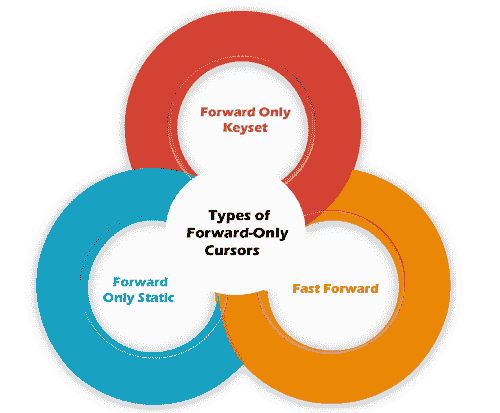 Forward Only
Keyset
Types of
Forward-Only
Cursors
Forward
Only Static
Fast Forward